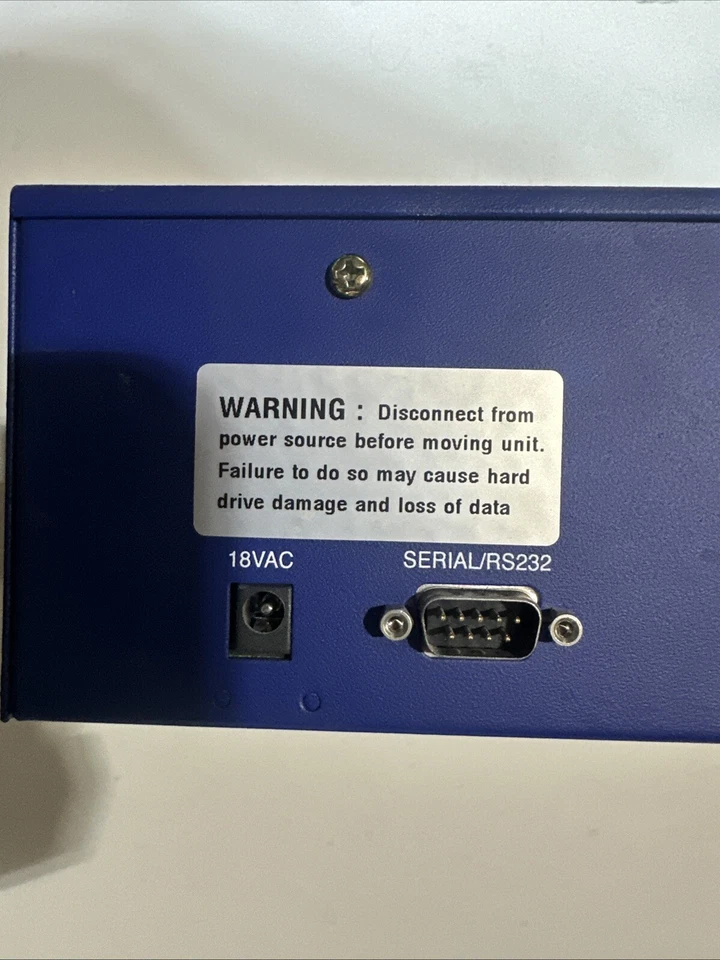 WARNING : Disconnect from
power source before moving unit.
Failure to do so may cause hard
drive damage and loss of data
18VAC
SERIAL/RS232